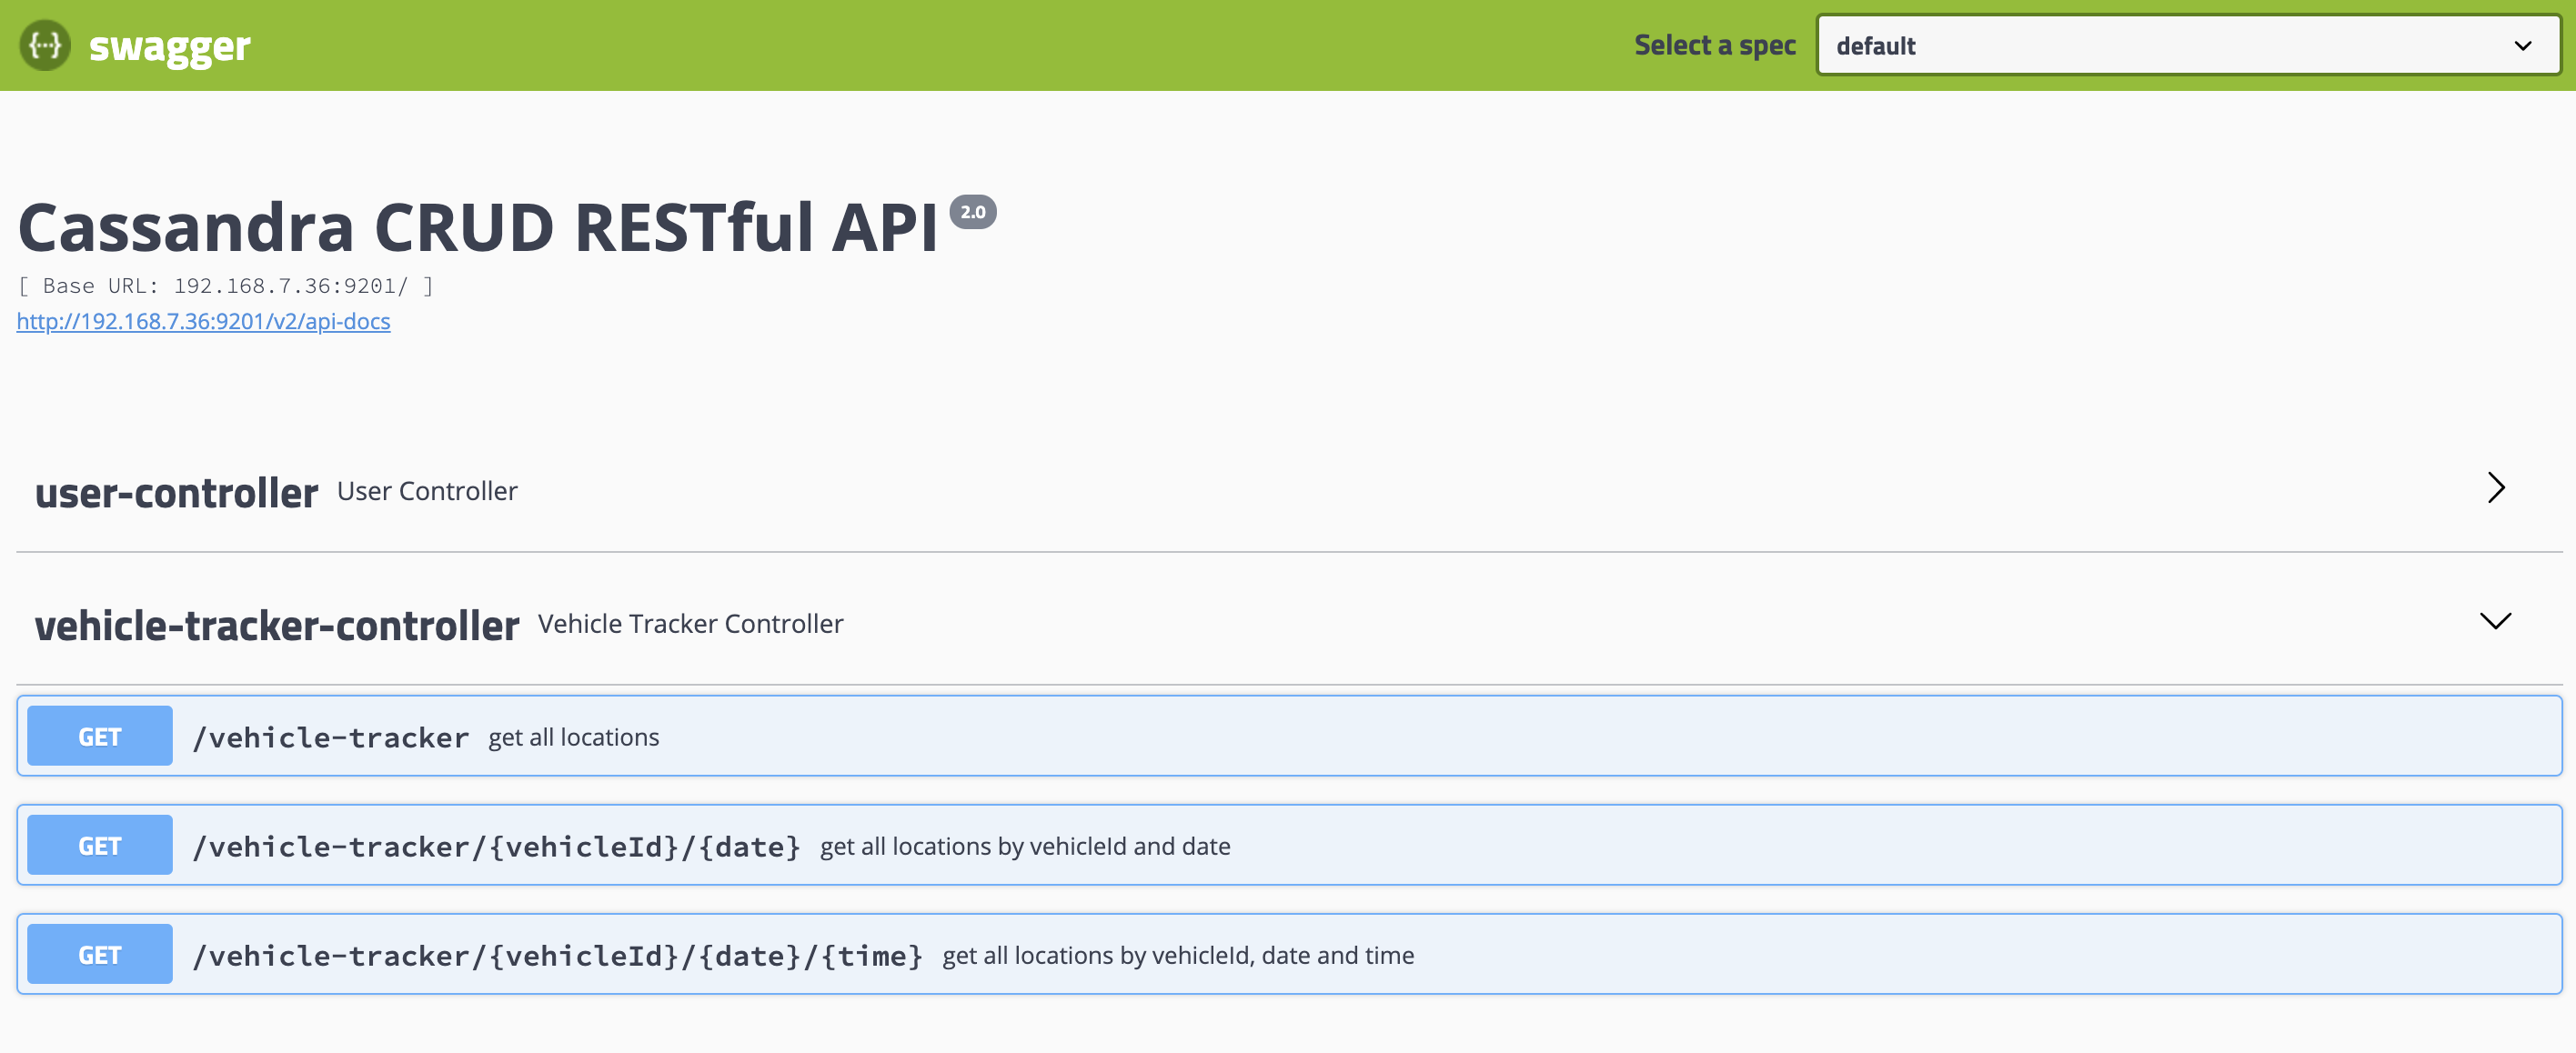 {···} swagger Select a spec default
Cassandra CRUD RESTful API 2.0
[ Base URL: 192.168.7.36:9201/ ]
http://192.168.7.36:9201/v2/api-docs
user-controller User Controller
vehicle-tracker-controller Vehicle Tracker Controller
GET /vehicle-tracker get all locations
GET /vehicle-tracker/{vehicleId}/{date} get all locations by vehicleId and date
GET /vehicle-tracker/{vehicleId}/{date}/{time} get all locations by vehicleId, date and time